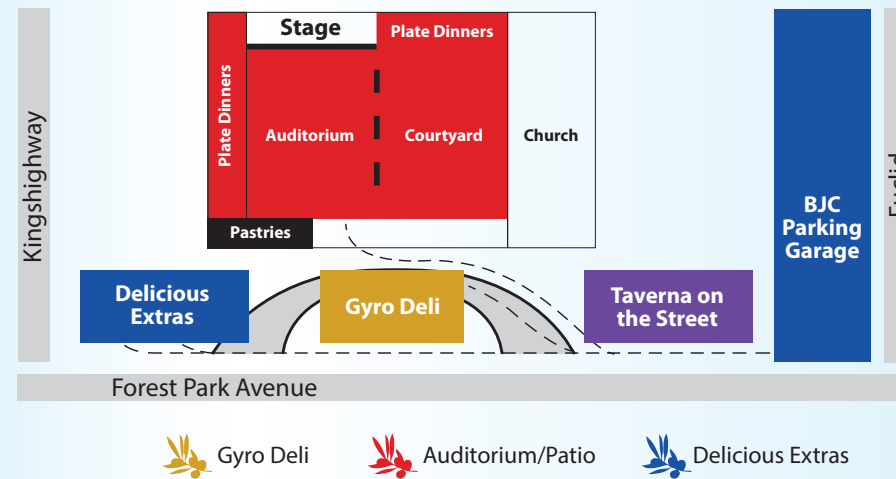 Stage
Plate Dinners
Plate Dinners
Auditorium
Courtyard
Church
Pastries
Kingshighway
Delicious
Extras
Gyro Deli
Taverna on
the Street
BJC
Parking
Garage
Euclid
Forest Park Avenue
Gyro Deli
Auditorium/Patio
Delicious Extras